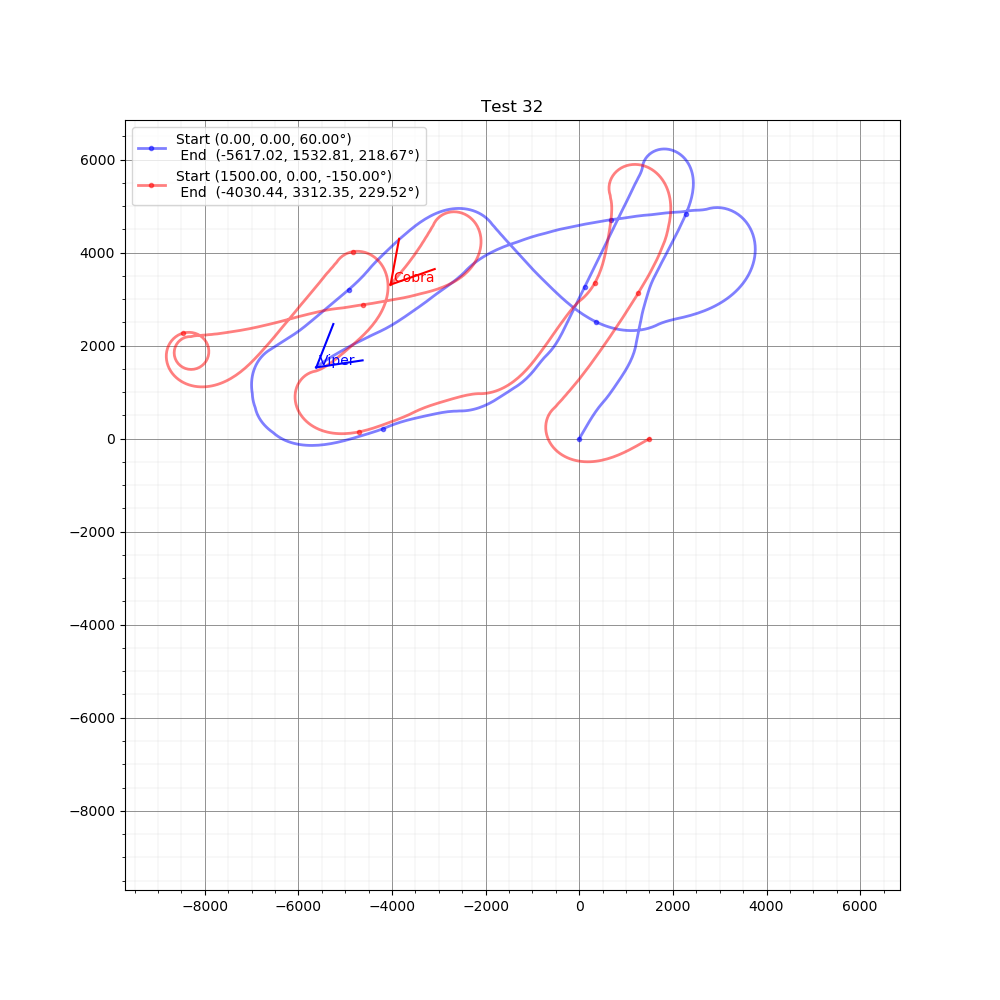 Test 32
Start (0.00, 0.00, 60.00°)
End (-5617.02, 1532.81, 218.67°)
Start (1500.00, 0.00, -150.00°)
End (-4030.44, 3312.35, 229.52°)
6000
4000
2000
0
−2000
−4000
−6000
−8000
Cobra
Viper
−8000 −6000 −4000 −2000 0 2000 4000 6000